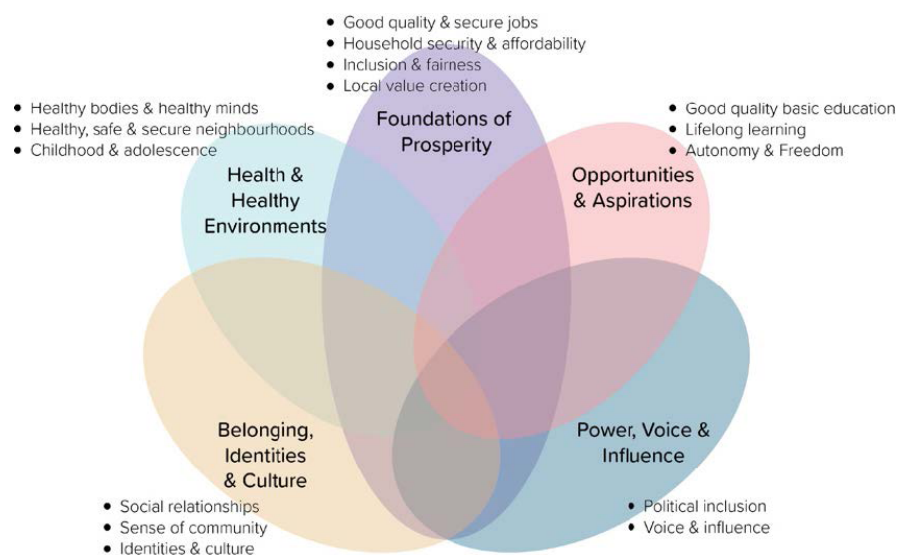 • Good quality & secure jobs
• Household security & affordability
• Inclusion & fairness
• Local value creation
Foundations of
Prosperity
• Healthy bodies & healthy minds
• Healthy, safe & secure neighbourhoods
• Childhood & adolescence
Health &
Healthy
Environments
• Good quality basic education
• Lifelong learning
• Autonomy & Freedom
Opportunities
& Aspirations
Belonging,
Identities
& Culture
• Social relationships
• Sense of community
• Identities & culture
Power, Voice &
Influence
• Political inclusion
• Voice & influence